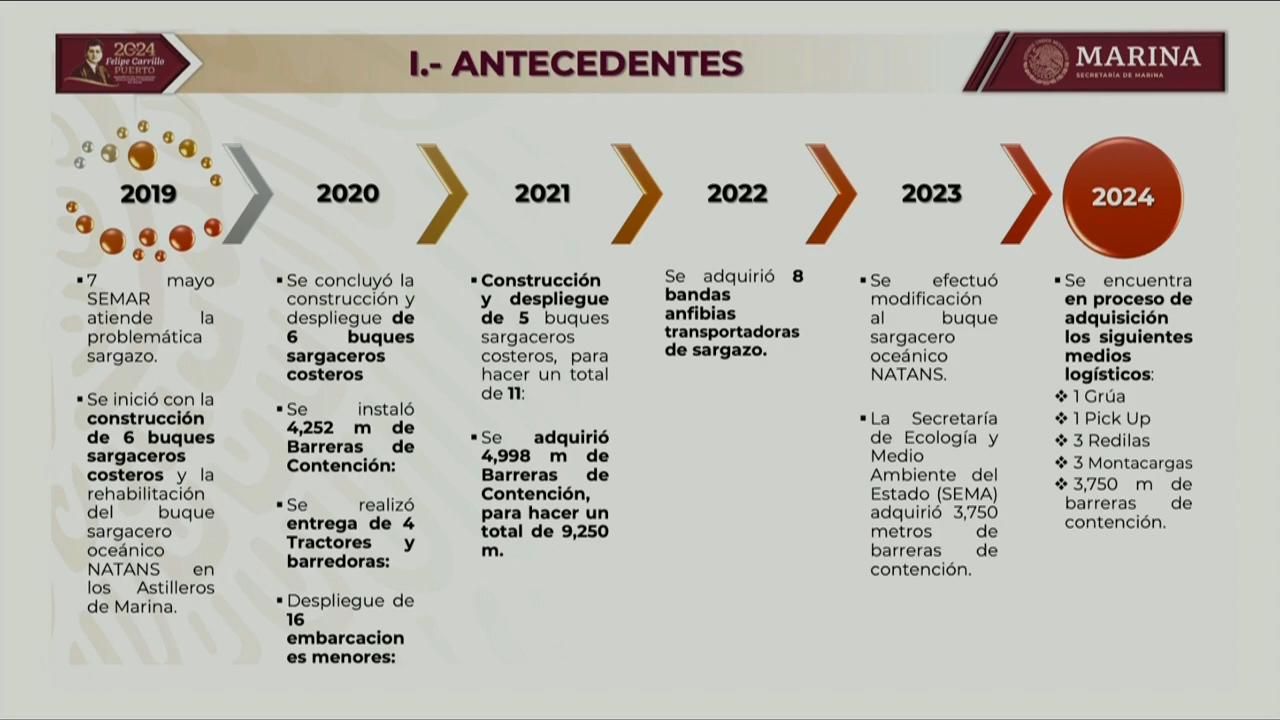 2024
Felipe Carrillo
PUERTO
I.- ANTECEDENTES
MARINA
SECRETARÍA DE MARINA
2019
2020
2021
2022
2023
2024
▪ 7 mayo
SEMAR
atiende la
problemática
sargazo.
▪ Se inició con la
construcción
de 6 buques
sargaceros
costeros y la
rehabilitación
del buque
sargacero
oceánico
NATANS en
los Astilleros
de Marina.
▪ Se concluyó la
construcción y
despliegue de
6 buques
sargaceros
costeros
▪ Se instaló
4,252 m de
Barreras de
Contención:
▪ Se realizó
entrega de 4
Tractores y
barredoras:
▪ Despliegue de
16
embarcacion
es menores:
▪ Construcción
y despliegue
de 5 buques
sargaceros
costeros, para
hacer un total
de 11:
▪ Se adquirió
4,998 m de
Barreras de
Contención,
para hacer un
total de 9,250
m.
Se adquirió 8
bandas
anfibias
transportadoras
de sargazo.
▪ Se efectuó
modificación
al buque
sargacero
oceánico
NATANS.
▪ La Secretaría
de Ecología y
Medio
Ambiente del
Estado (SEMA)
adquirió 3,750
metros de
barreras de
contención.
▪ Se encuentra
en proceso de
adquisición
los siguientes
medios
logísticos:
❖ 1 Grúa
❖ 1 Pick Up
❖ 3 Redilas
❖ 3 Montacargas
❖ 3,750 m de
barreras de
contención.